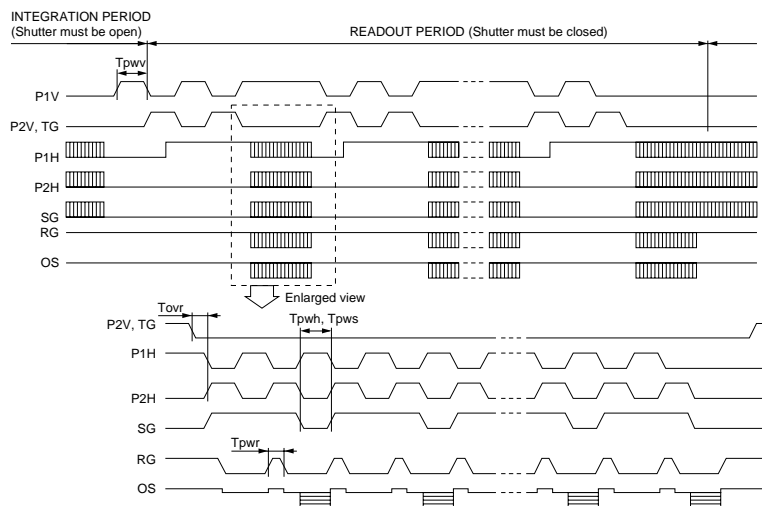 INTEGRATION PERIOD
(Shutter must be open)
READOUT PERIOD (Shutter must be closed)
Tpwv
P1V
P2V, TG
P1H
P2H
SG
RG
OS
Enlarged view
Tovr
Tpwh, Tpws
P2V, TG
P1H
P2H
SG
Tpwr
RG
OS